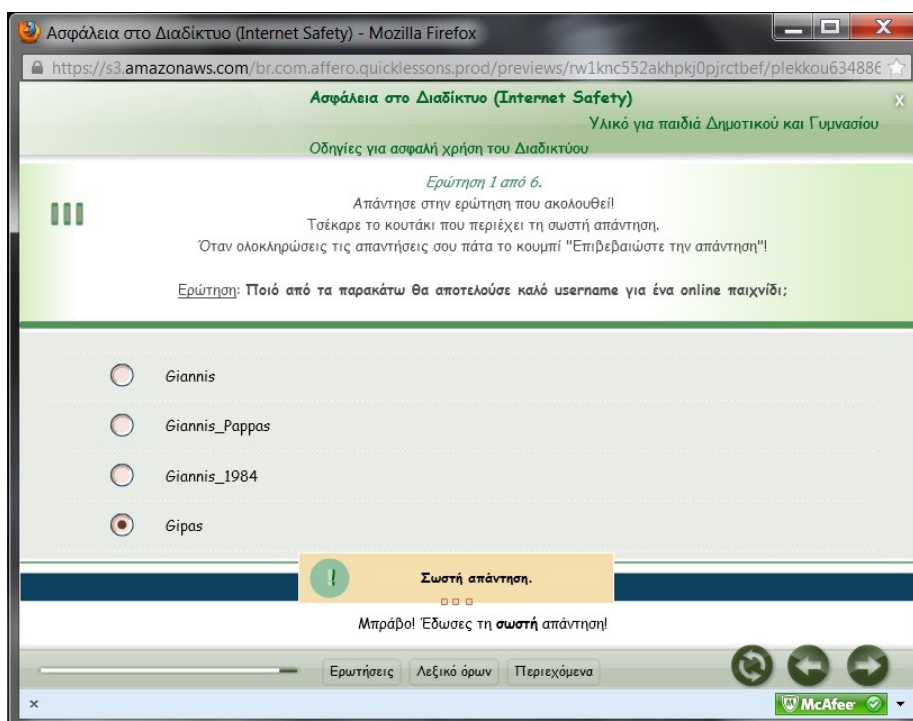 Ασφάλεια στο Διαδίκτυο (Internet Safety) - Mozilla Firefox
https://s3.amazonaws.com/br.com.affero.quicklessons.prod/previews/rw1knc552akhpkj0pjrctbef/plekkou634886
Ασφάλεια στο Διαδίκτυο (Internet Safety)
x
Υλικό για παιδιά Δημοτικού και Γυμνασίου
Οδηγίες για ασφαλή χρήση του Διαδικτύου
Ερώτηση 1 από 6.
Απάντησε στην ερώτηση που ακολουθεί!
Τσέκαρε το κουτάκι που περιέχει τη σωστή απάντηση.
Όταν ολοκληρώσεις τις απαντήσεις σου πάτα το κουμπί "Επιβεβαιώστε την απάντηση"!
Ερώτηση: Ποιό από τα παρακάτω θα αποτελούσε καλό username για ένα online παιχνίδι;
Giannis
Giannis_Pappas
Giannis_1984
Gipas
! Σωστή απάντηση.
Μπράβο! Έδωσες τη σωστή απάντηση!
Ερωτήσεις Λεξικό όρων Περιεχόμενα
x McAfee